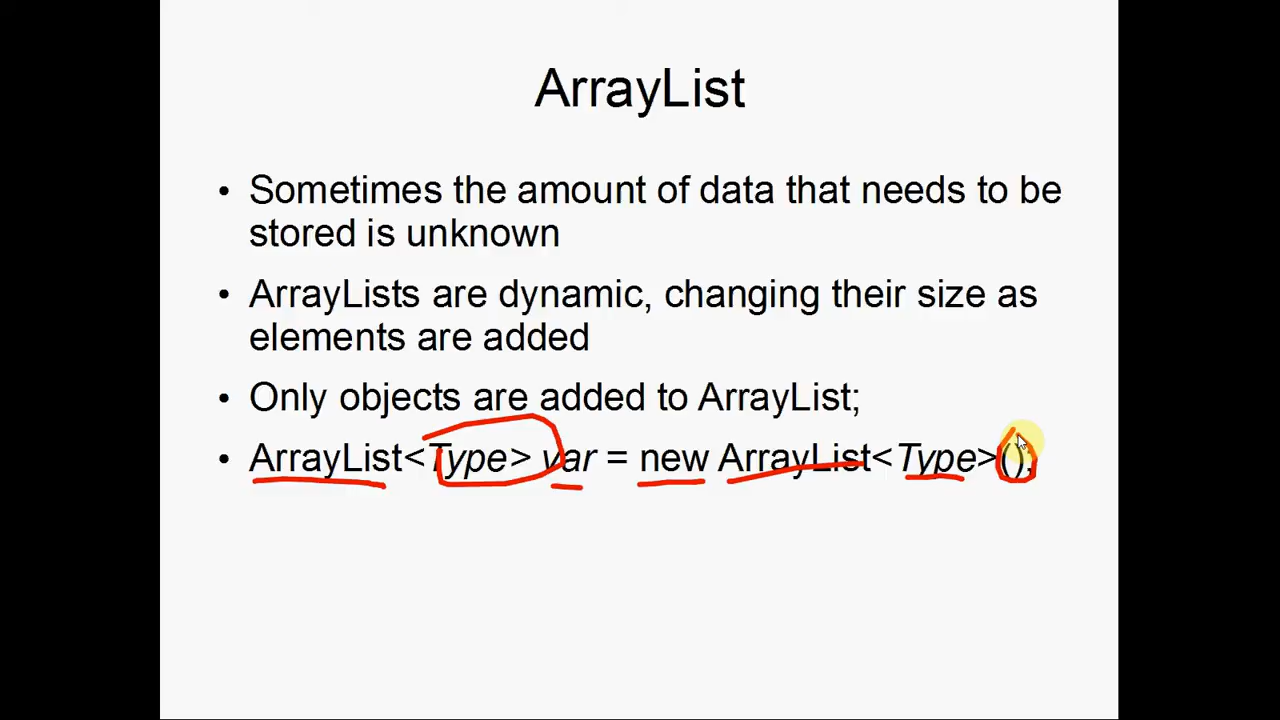 ArrayList
• Sometimes the amount of data that needs to be
stored is unknown
• ArrayLists are dynamic, changing their size as
elements are added
• Only objects are added to ArrayList;
• ArrayList<Type> var = new ArrayList<Type>();